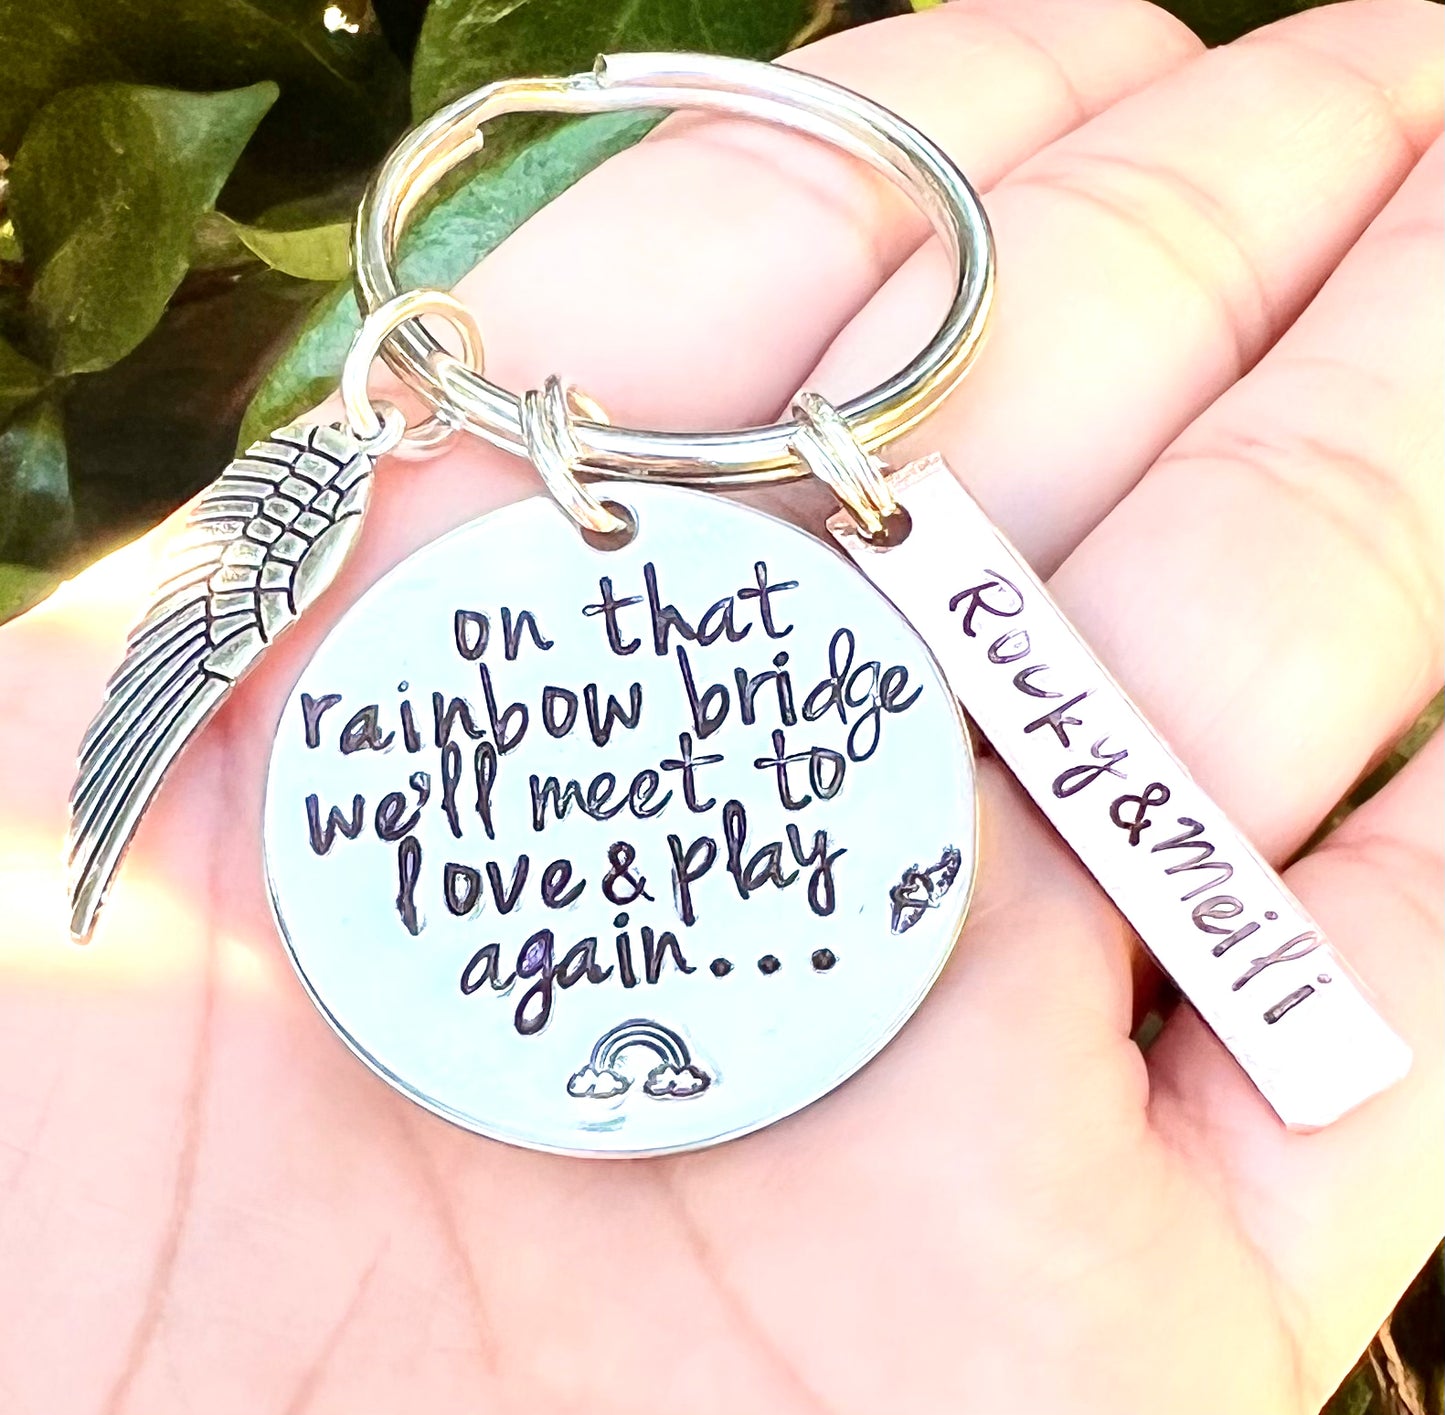 on that
rainbow bridge
we'll meet to
love & play
again...
Rocky & Meili